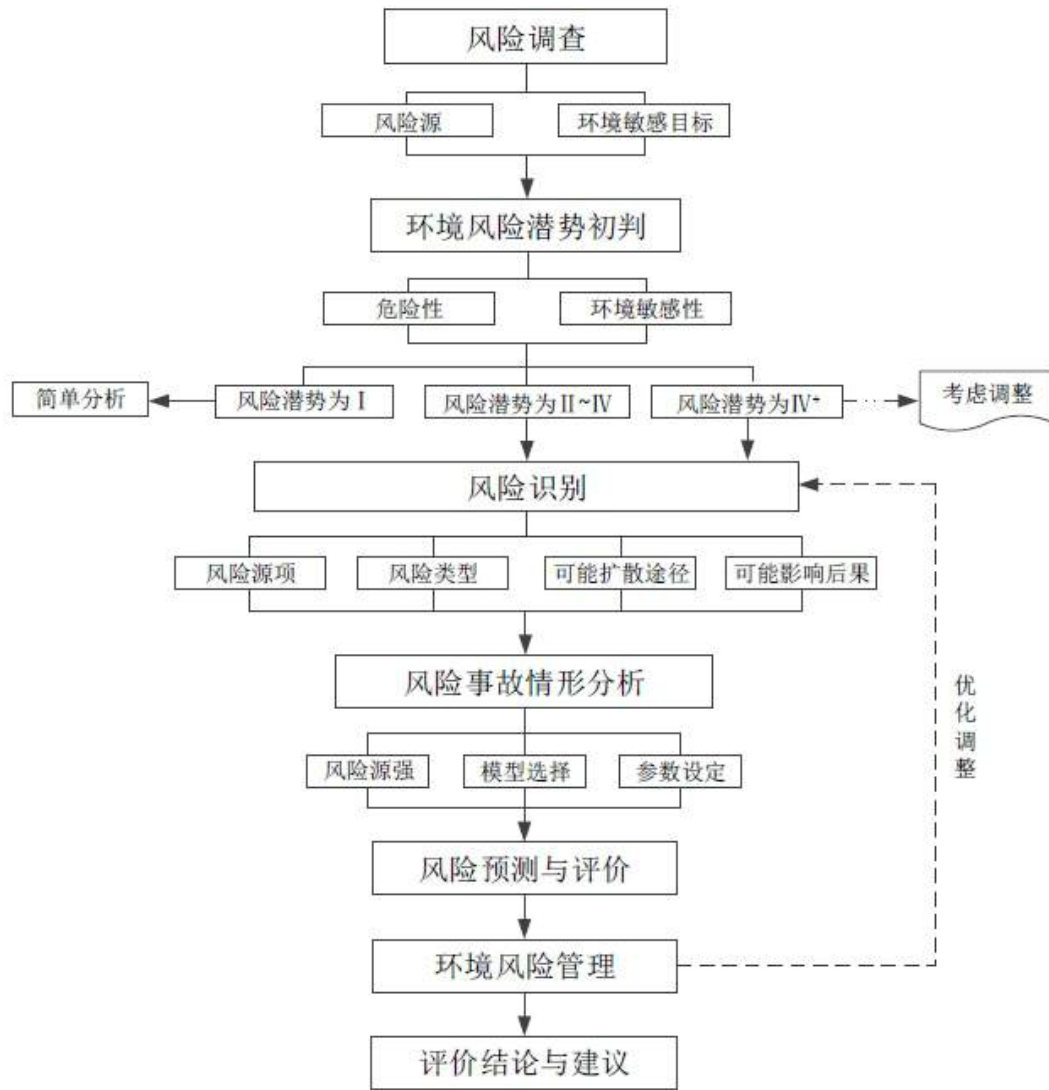 风险调查
风险源
环境敏感目标
环境风险潜势初判
危险性
环境敏感性
简单分析
风险潜势为Ⅰ
风险潜势为Ⅱ~Ⅳ
风险潜势为Ⅳ⁺
考虑调整
风险识别
风险源项
风险类型
可能扩散途径
可能影响后果
风险事故情形分析
优化调整
风险源强
模型选择
参数设定
风险预测与评价
环境风险管理
评价结论与建议